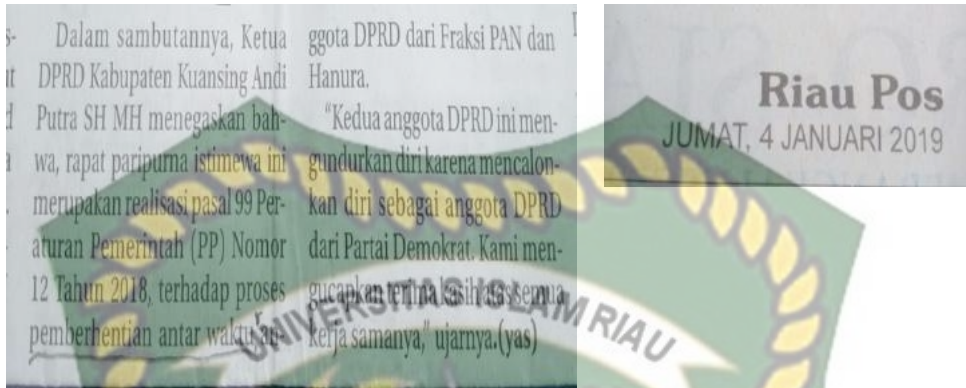 Dalam sambutannya, Ketua
DPRD Kabupaten Kuansing Andi
Putra SH MH menegaskan bah-
wa, rapat paripurna istimewa ini
merupakan realisasi pasal 99 Per-
aturan Pemerintah (PP) Nomor
12 Tahun 2018, terhadap proses
pemberhentian antar waktu an-
ggota DPRD dari Fraksi PAN dan
Hanura.
“Kedua anggota DPRD ini men-
gundurkan diri karena mencalon-
kan diri sebagai anggota DPRD
dari Partai Demokrat. Kami men-
gucapkan terima kasih atas semua
kerja samanya,” ujarnya.(yas)
Riau Pos
JUMAT, 4 JANUARI 2019
UNIVERSITAS ISLAM RIAU